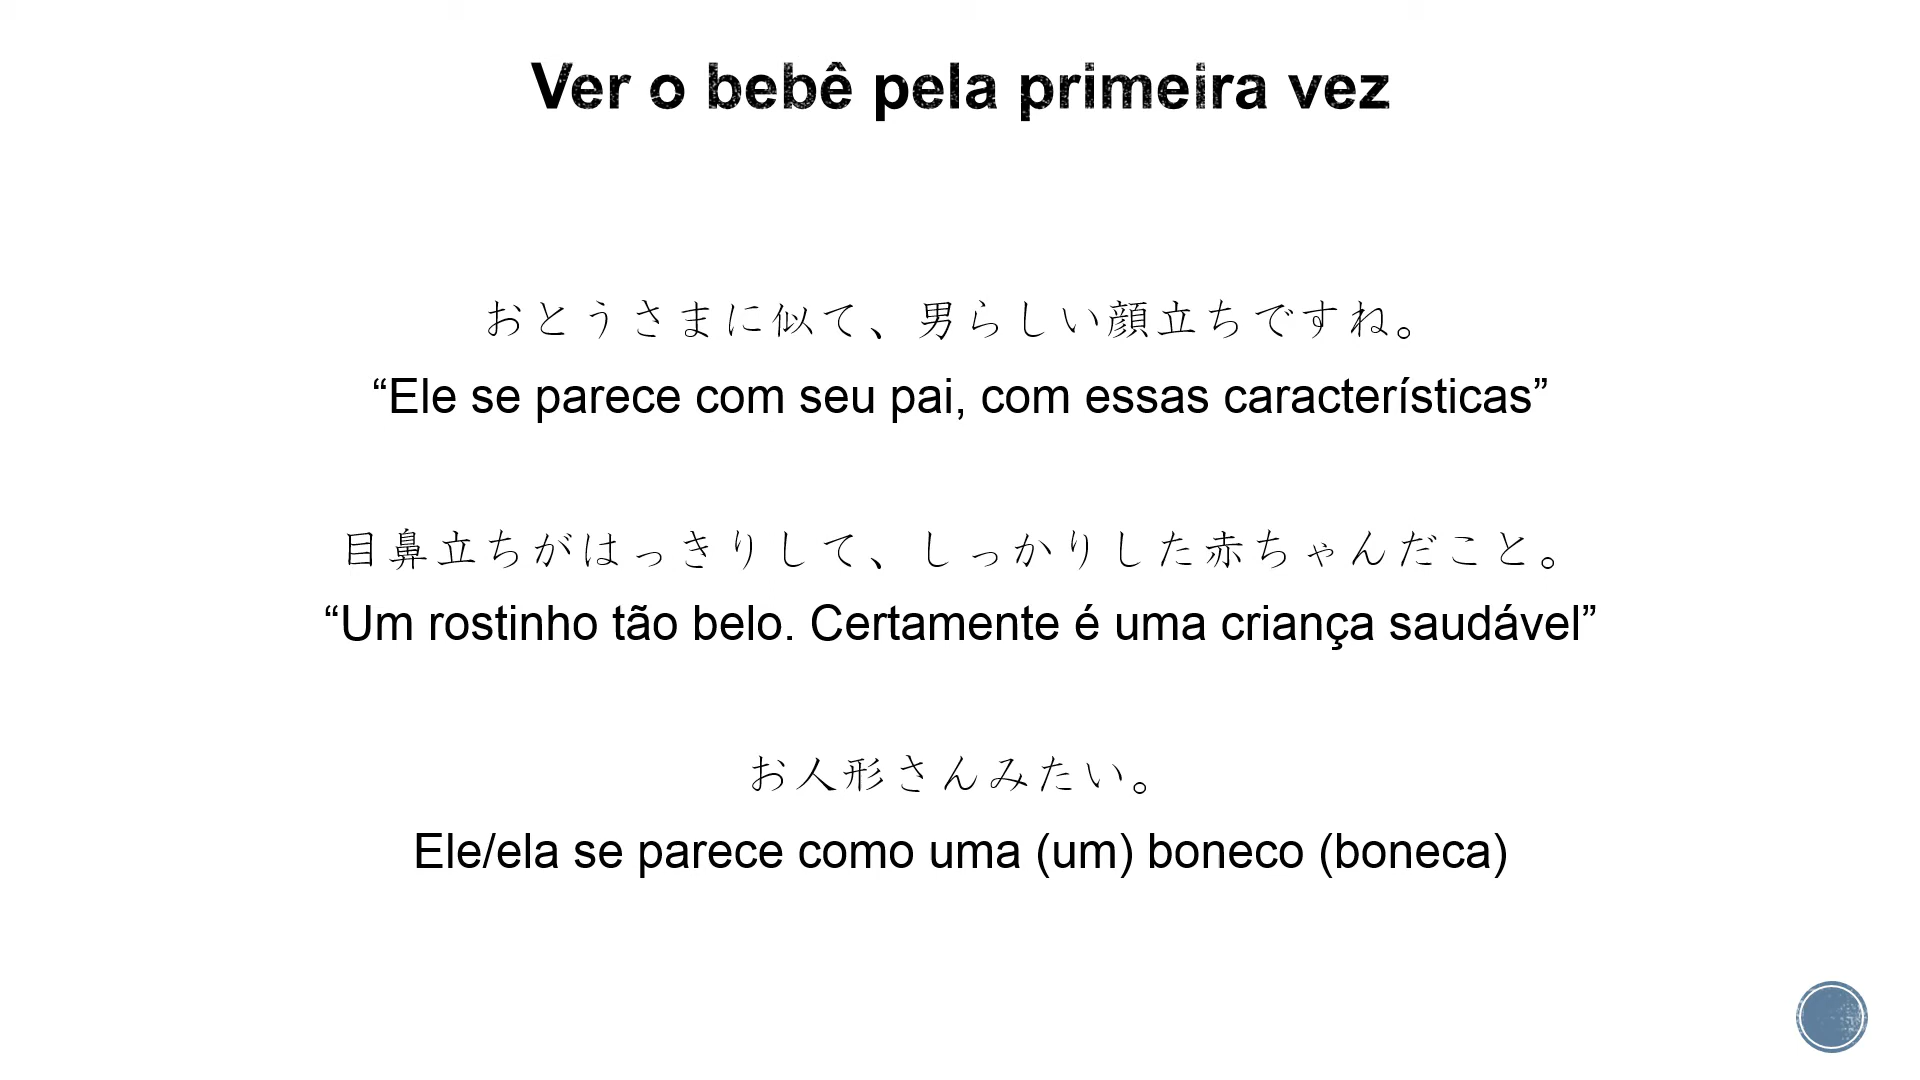 Ver o bebê pela primeira vez
おとうさまに似て、男らしい顔立ちですね。
“Ele se parece com seu pai, com essas características”
目鼻立ちがはっきりして、しっかりした赤ちゃんだこと。
“Um rostinho tão belo. Certamente é uma criança saudável”
お人形さんみたい。
Ele/ela se parece como uma (um) boneco (boneca)